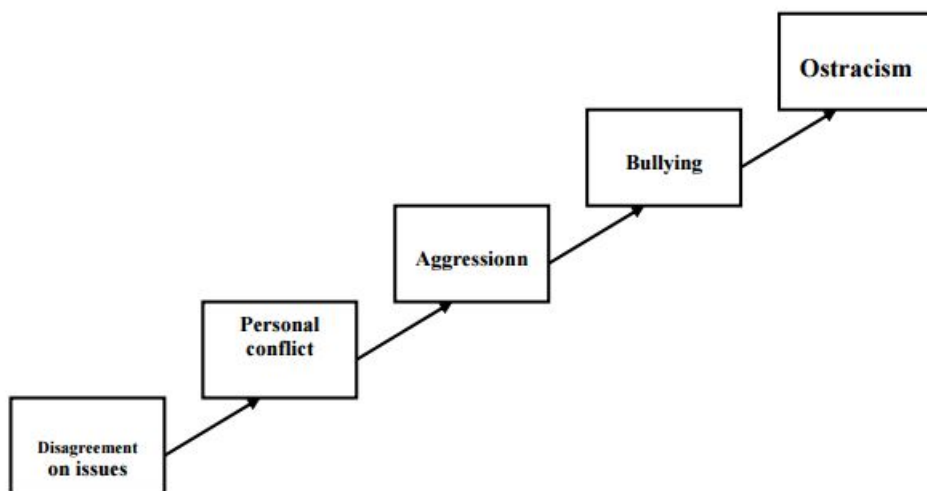 Ostracism
Bullying
Aggressionn
Personal
conflict
Disagreement
on issues